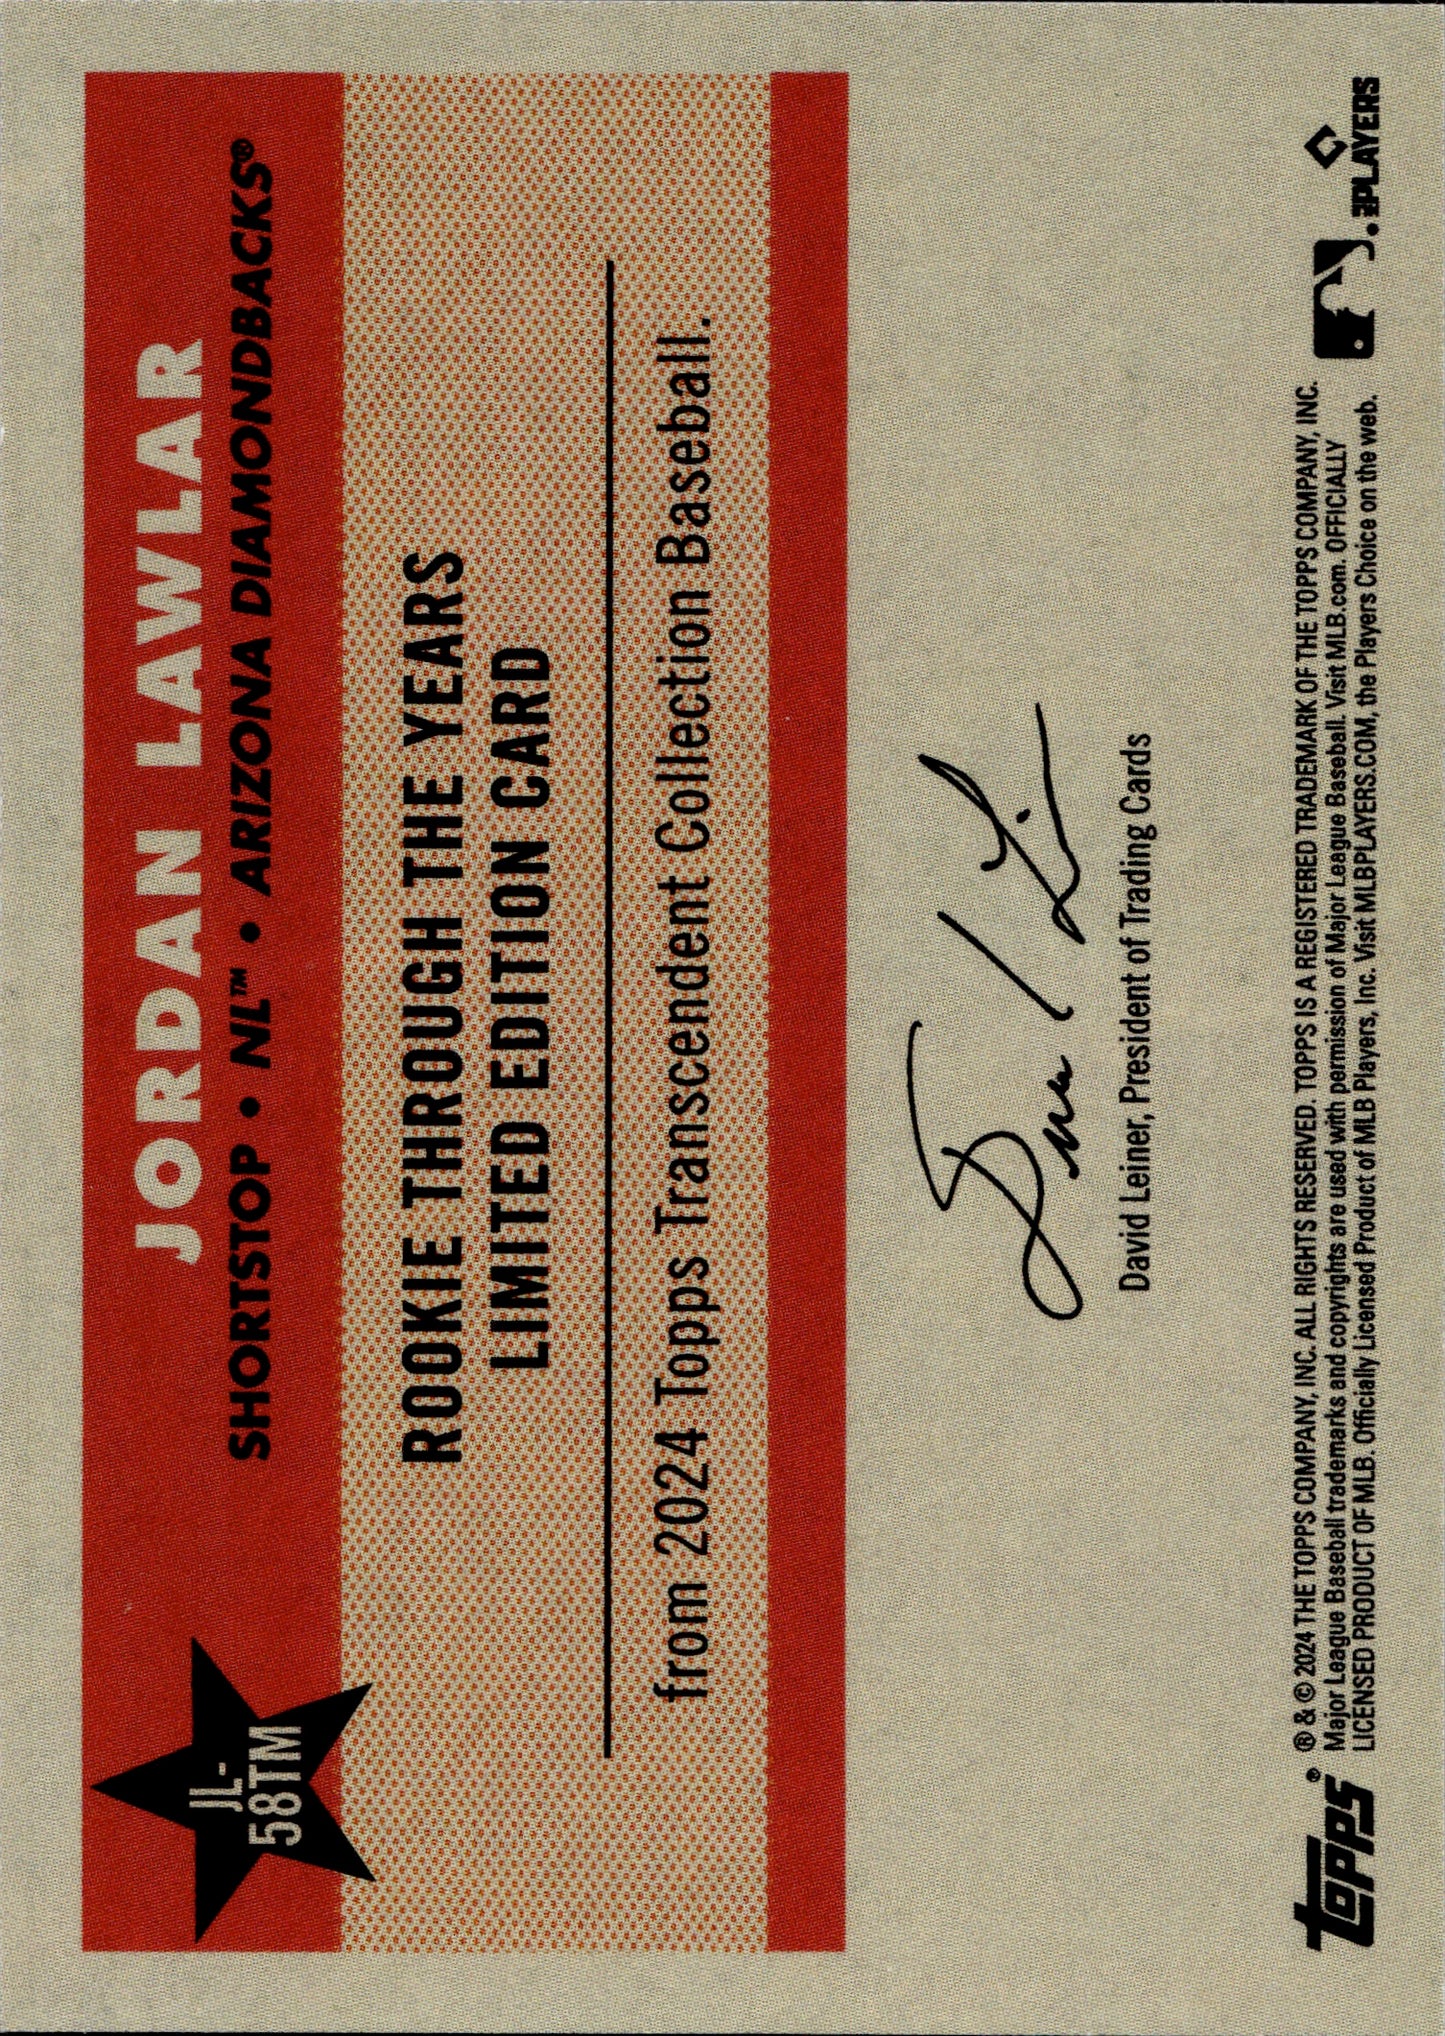 JL-
58TM
JORDAN LAWLAR
SHORTSTOP • NL™ • ARIZONA DIAMONDBACKS®
ROOKIE THROUGH THE YEARS
LIMITED EDITION CARD
from 2024 Topps Transcendent Collection Baseball.
David Leiner, President of Trading Cards
topps®
® & © 2024 THE TOPPS COMPANY, INC. ALL RIGHTS RESERVED. TOPPS IS A REGISTERED TRADEMARK OF THE TOPPS COMPANY, INC.
Major League Baseball trademarks and copyrights are used with permission of Major League Baseball. Visit MLB.com. OFFICIALLY
LICENSED PRODUCT OF MLB. Officially Licensed Product of MLB Players, Inc. Visit MLBPLAYERS.COM, the Players Choice on the web.
PLAYERS